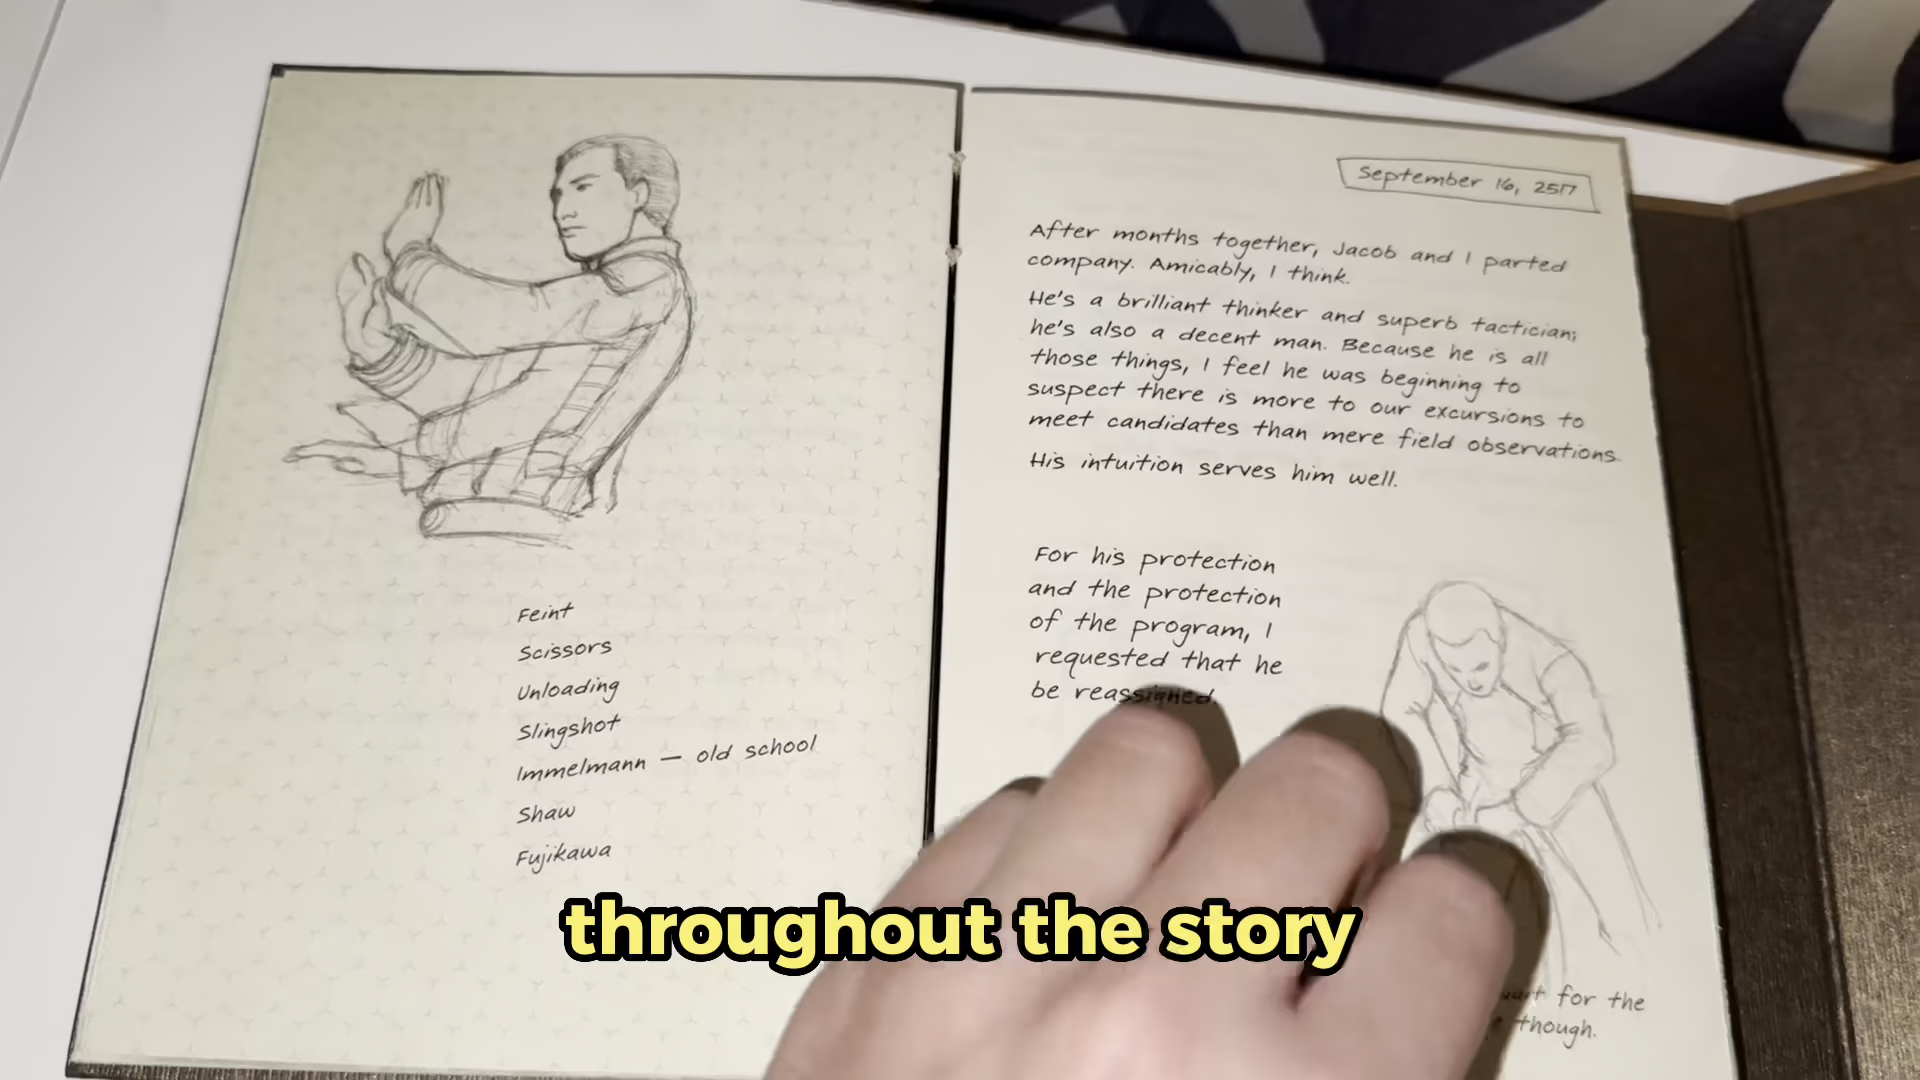 Feint
Scissors
Unloading
Slingshot
Immelmann — old school
Shaw
Fujikawa
September 16, 2517
After months together, Jacob and I parted
company. Amicably, I think.
He's a brilliant thinker and superb tactician;
he's also a decent man. Because he is all
those things, I feel he was beginning to
suspect there is more to our excursions to
meet candidates than mere field observations.
His intuition serves him well.
For his protection
and the protection
of the program, I
requested that he
be reassigned.
for the
though.
throughout the story